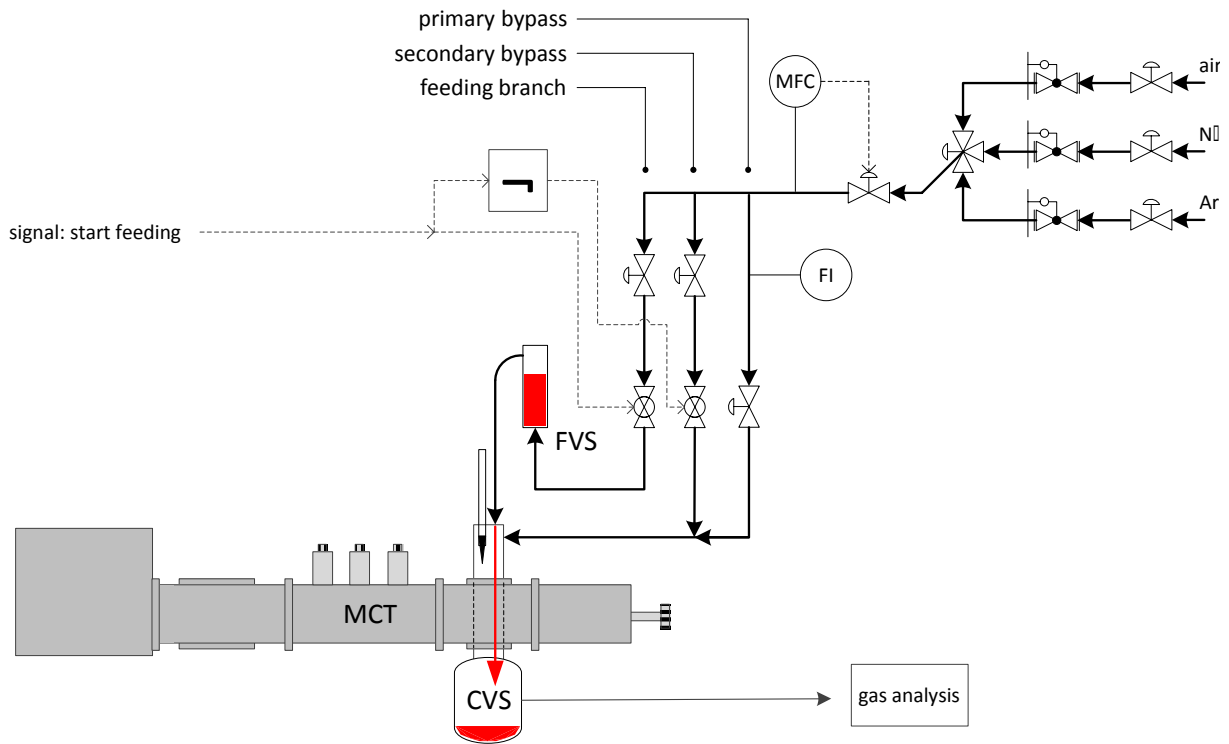 primary bypass
secondary bypass
feeding branch
MFC
air
N
Ar
signal: start feeding
FI
FVS
MCT
CVS
gas analysis